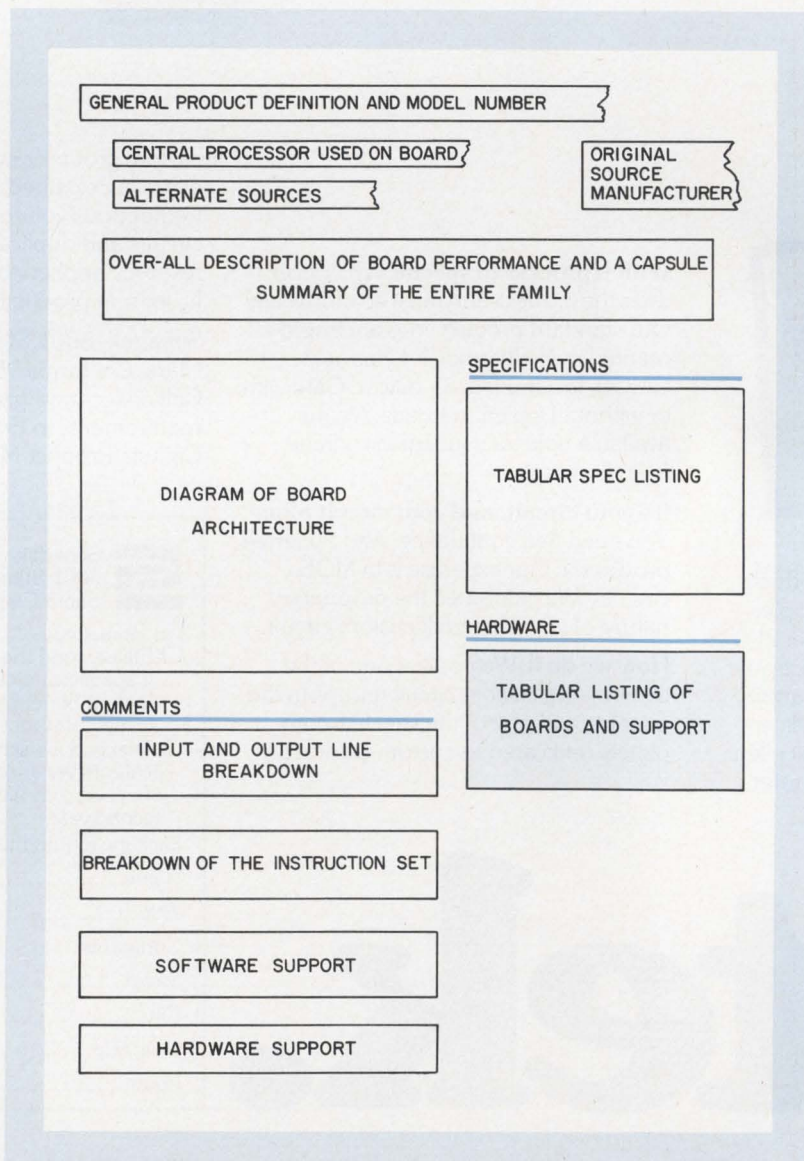 GENERAL PRODUCT DEFINITION AND MODEL NUMBER
CENTRAL PROCESSOR USED ON BOARD
ALTERNATE SOURCES
ORIGINAL
SOURCE
MANUFACTURER
OVER-ALL DESCRIPTION OF BOARD PERFORMANCE AND A CAPSULE
SUMMARY OF THE ENTIRE FAMILY
DIAGRAM OF BOARD
ARCHITECTURE
SPECIFICATIONS
TABULAR SPEC LISTING
HARDWARE
TABULAR LISTING OF
BOARDS AND SUPPORT
COMMENTS
INPUT AND OUTPUT LINE
BREAKDOWN
BREAKDOWN OF THE INSTRUCTION SET
SOFTWARE SUPPORT
HARDWARE SUPPORT